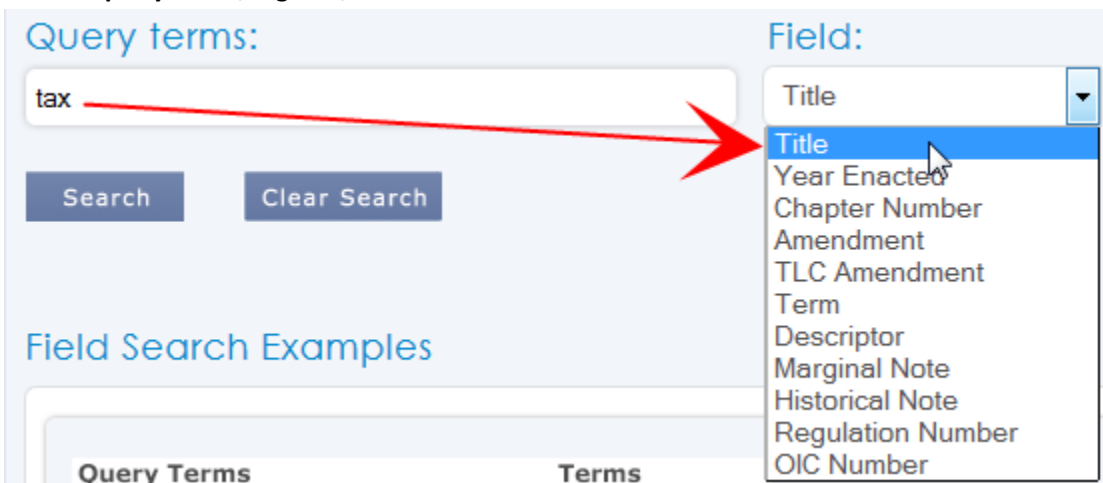 Query terms:
Field:
tax
Title
Title
Year Enacted
Search
Clear Search
Chapter Number
Amendment
TLC Amendment
Term
Field Search Examples
Descriptor
Marginal Note
Historical Note
Regulation Number
Query Terms
Terms
OIC Number